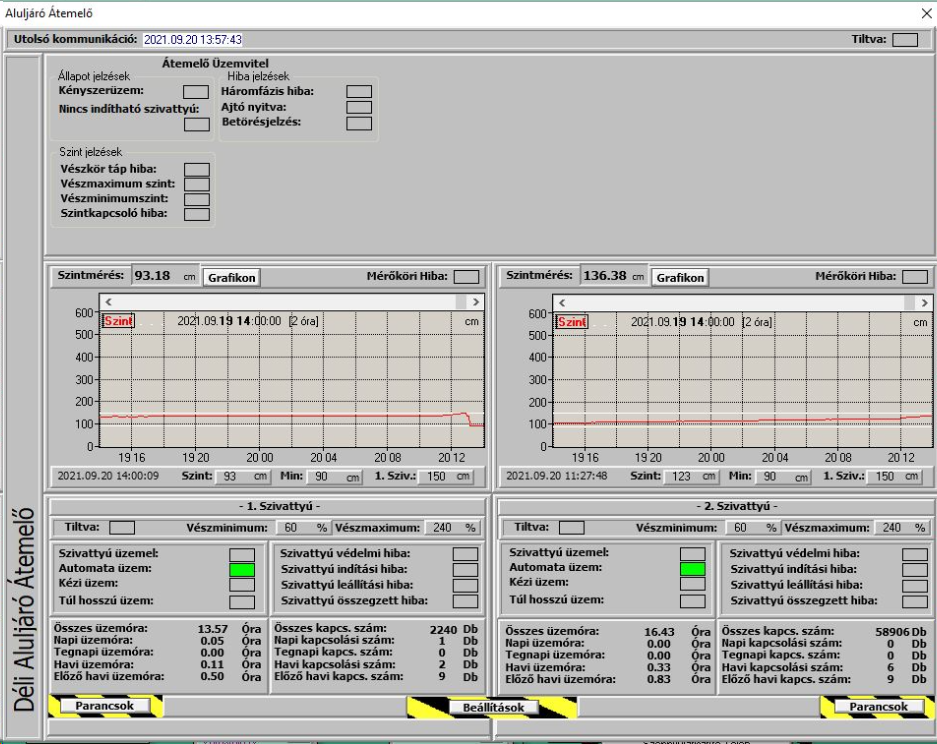 Aluljáró Átemelő
Utolsó kommunikáció: 2021.09.20 13:57:43 Tiltva:
Átemelő Üzemvitel
Állapot jelzések
Kényszerüzem:
Nincs indítható szivattyú:
Hiba jelzések
Háromfázis hiba:
Ajtó nyitva:
Betörésjelzés:
Szint jelzések
Vészkör táp hiba:
Vészmaximum szint:
Vészminimumszint:
Szintkapcsoló hiba:
Déli Aluljáró Átemelő
Szintmérés: 93.18 cm Grafikon Mérőköri Hiba:
Szint 2021.09.19 14:00:00 [2 óra] cm
600
500
400
300
200
100
0
19 16 19 20 20 00 20 04 20 08 20 12
2021.09.20 14:00:09 Szint: 93 cm Min: 90 cm 1. Sziv.: 150 cm
Szintmérés: 136.38 cm Grafikon Mérőköri Hiba:
Szint 2021.09.19 14:00:00 [2 óra] cm
600
500
400
300
200
100
0
19 16 19 20 20 00 20 04 20 08 20 12
2021.09.20 11:27:48 Szint: 123 cm Min: 90 cm 1. Sziv.: 150 cm
- 1. Szivattyú -
Tiltva: Vészminimum: 60 % Vészmaximum: 240 %
Szivattyú üzemel:
Automata üzem:
Kézi üzem:
Túl hosszú üzem:
Szivattyú védelmi hiba:
Szivattyú indítási hiba:
Szivattyú leállítási hiba:
Szivattyú összegzett hiba:
Összes üzemóra: 13.57 Óra
Napi üzemóra: 0.05 Óra
Tegnapi üzemóra: 0.00 Óra
Havi üzemóra: 0.11 Óra
Előző havi üzemóra: 0.50 Óra
Összes kapcs. szám: 2240 Db
Napi kapcsolási szám: 1 Db
Tegnapi kapcs. szám: 0 Db
Havi kapcsolási szám: 2 Db
Előző havi kapcs. szám: 9 Db
- 2. Szivattyú -
Tiltva: Vészminimum: 60 % Vészmaximum: 240 %
Szivattyú üzemel:
Automata üzem:
Kézi üzem:
Túl hosszú üzem:
Szivattyú védelmi hiba:
Szivattyú indítási hiba:
Szivattyú leállítási hiba:
Szivattyú összegzett hiba:
Összes üzemóra: 16.43 Óra
Napi üzemóra: 0.00 Óra
Tegnapi üzemóra: 0.00 Óra
Havi üzemóra: 0.33 Óra
Előző havi üzemóra: 0.83 Óra
Összes kapcs. szám: 58906 Db
Napi kapcsolási szám: 0 Db
Tegnapi kapcs. szám: 0 Db
Havi kapcsolási szám: 6 Db
Előző havi kapcs. szám: 9 Db
Parancsok Beállítások Parancsok